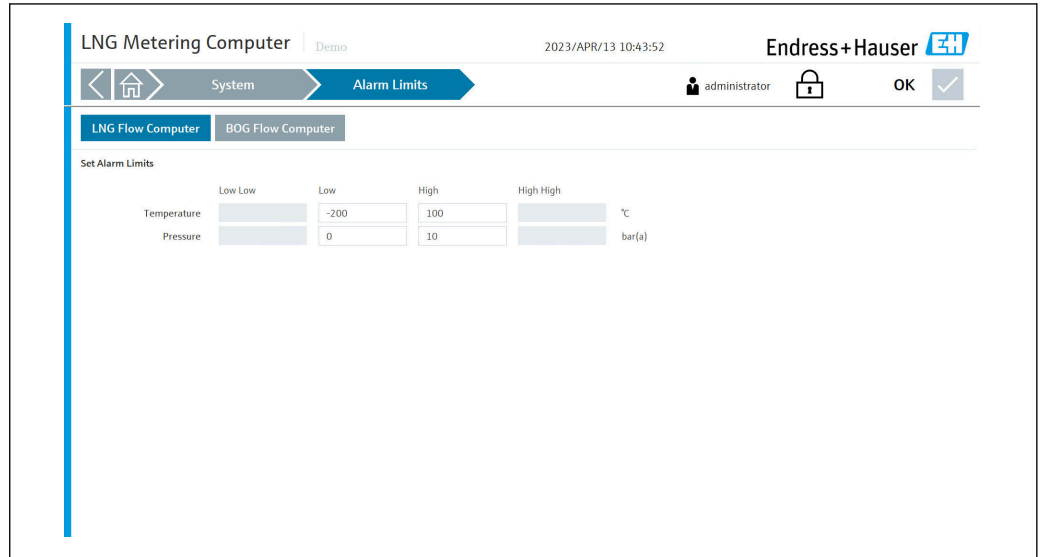 LNG Metering Computer Demo 2023/APR/13 10:43:52 Endress+Hauser EH
System Alarm Limits administrator OK
LNG Flow Computer BOG Flow Computer
Set Alarm Limits
Low Low Low High High High
Temperature -200 100 °C
Pressure 0 10 bar(a)